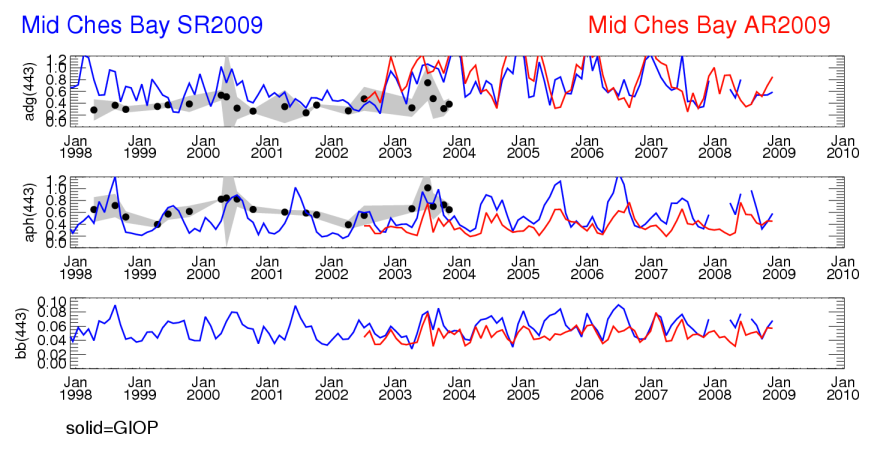 Mid Ches Bay SR2009 Mid Ches Bay AR2009
adg(443)
1.2
1.0
0.8
0.6
0.4
0.2
0.0
Jan Jan Jan Jan Jan Jan Jan Jan Jan Jan Jan Jan Jan
1998 1999 2000 2001 2002 2003 2004 2005 2006 2007 2008 2009 2010
aph(443)
1.2
1.0
0.8
0.6
0.4
0.2
0.0
Jan Jan Jan Jan Jan Jan Jan Jan Jan Jan Jan Jan Jan
1998 1999 2000 2001 2002 2003 2004 2005 2006 2007 2008 2009 2010
bb(443)
0.10
0.08
0.06
0.04
0.02
0.00
Jan Jan Jan Jan Jan Jan Jan Jan Jan Jan Jan Jan Jan
1998 1999 2000 2001 2002 2003 2004 2005 2006 2007 2008 2009 2010
solid=GIOP